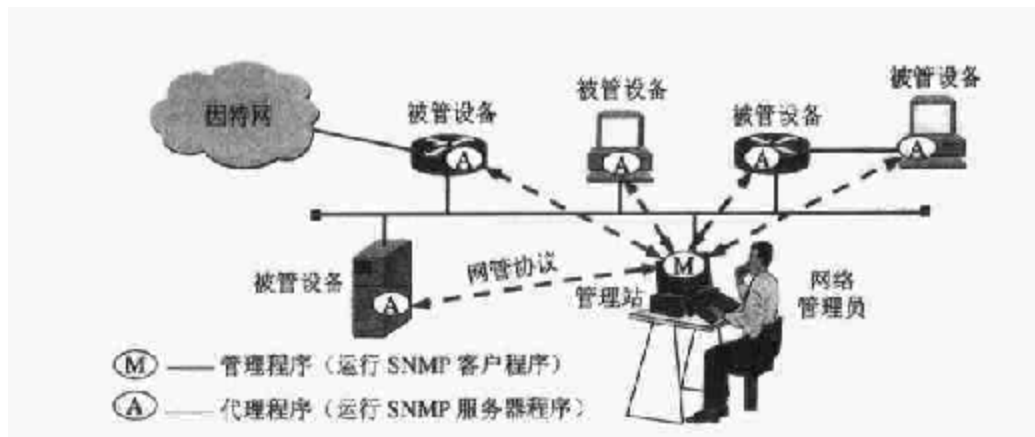 因特网
被管设备
A
被管设备
A
被管设备
A
被管设备
A
被管设备
A
网管协议
M
管理站
网络
管理员
M —— 管理程序（运行 SNMP 客户程序）
A —— 代理程序（运行 SNMP 服务器程序）